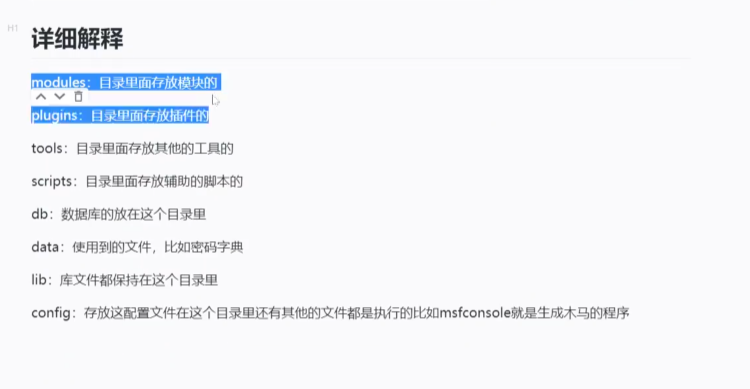 H1
详细解释
modules：目录里面存放模块的
plugins：目录里面存放插件的
tools：目录里面存放其他的工具的
scripts：目录里面存放辅助的脚本的
db：数据库的放在这个目录里
data：使用到的文件，比如密码字典
lib：库文件都保持在这个目录里
config：存放这配置文件在这个目录里还有其他的文件都是执行的比如msfconsole就是生成木马的程序